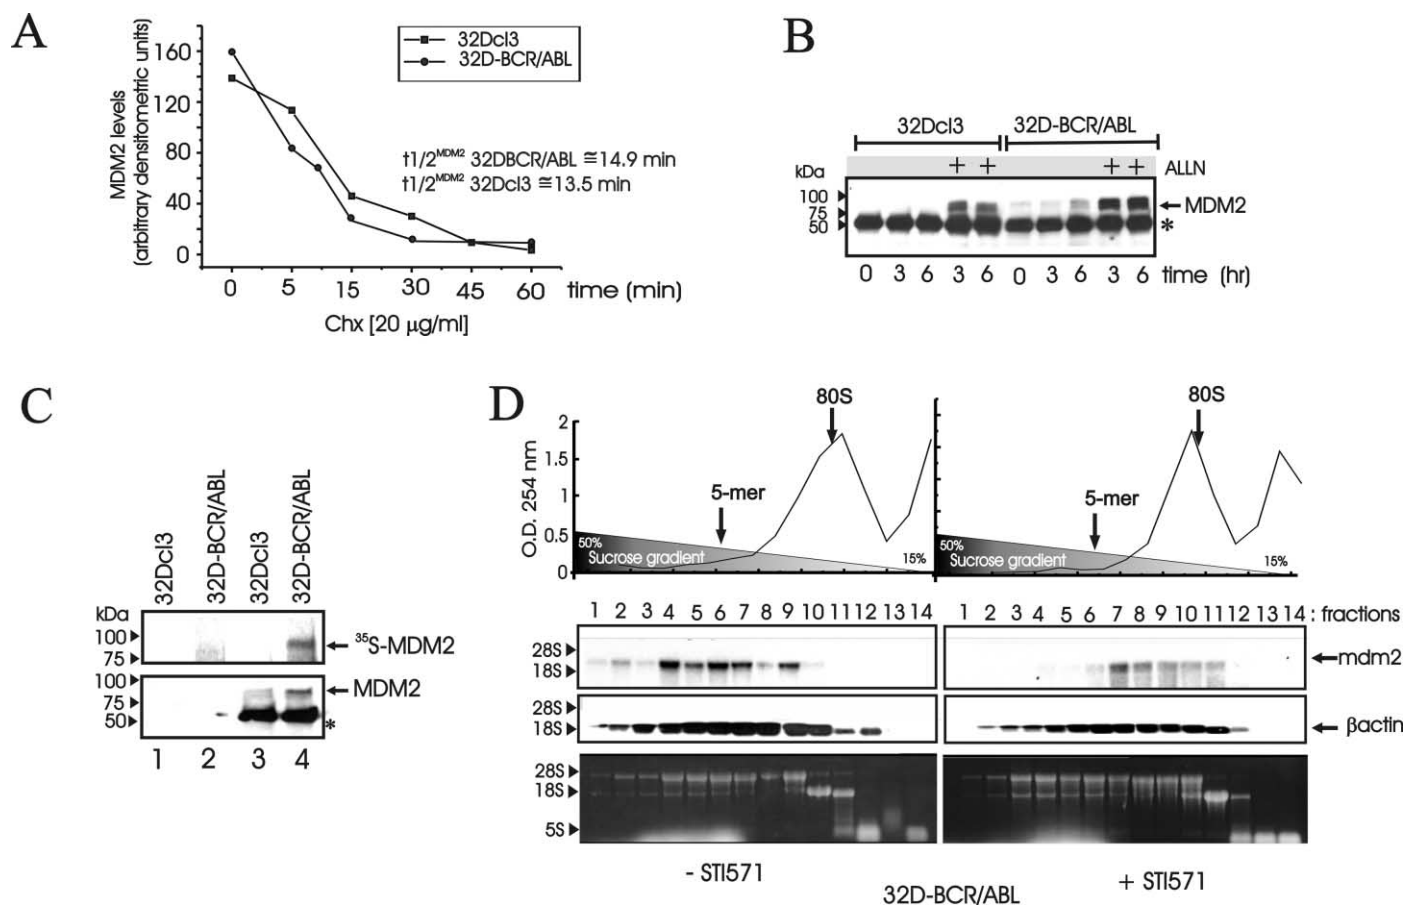 A
MDM2 levels
(arbitrary densitometric units)
160
120
80
40
0
32Dcl3
32D-BCR/ABL
t1/2^MDM2 32DBCR/ABL ≅14.9 min
t1/2^MDM2 32Dcl3 ≅13.5 min
0 5 15 30 45 60 time (min)
Chx [20 μg/ml]
B
32Dcl3 32D-BCR/ABL
kDa + + + + ALLN
100
75
50
MDM2
*
0 3 6 3 6 0 3 6 3 6 time (hr)
C
32Dcl3
32D-BCR/ABL
32Dcl3
32D-BCR/ABL
kDa
100
75
³⁵S-MDM2
100
75
50
MDM2
*
1 2 3 4
D
O.D. 254 nm
2
1.5
1
0.5
0
80S
5-mer
50%
Sucrose gradient
15%
80S
5-mer
50%
Sucrose gradient
15%
1 2 3 4 5 6 7 8 9 10 11 12 13 14
1 2 3 4 5 6 7 8 9 10 11 12 13 14 : fractions
28S
18S
mdm2
28S
18S
βactin
28S
18S
5S
- STI571
+ STI571
32D-BCR/ABL